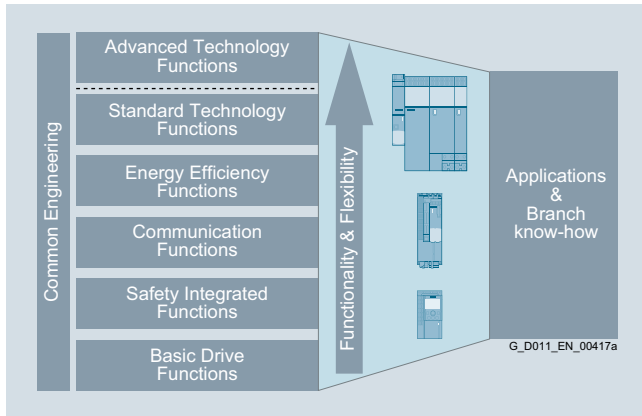 Common Engineering
Advanced Technology
Functions
Standard Technology
Functions
Energy Efficiency
Functions
Communication
Functions
Safety Integrated
Functions
Basic Drive
Functions
Functionality & Flexibility
Applications
&
Branch
know-how
G_D011_EN_00417a